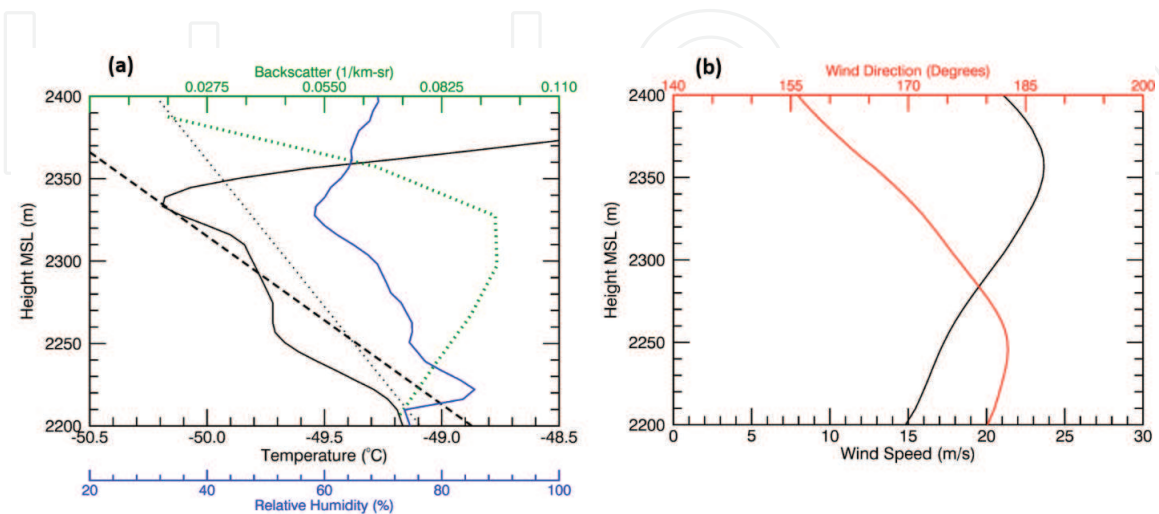 (a)
Backscatter (1/km-sr)
0.0275 0.0550 0.0825 0.110
2400
2350
2300
2250
2200
Height MSL (m)
-50.5 -50.0 -49.5 -49.0 -48.5
Temperature (°C)
20 40 60 80 100
Relative Humidity (%)
(b)
Wind Direction (Degrees)
140 155 170 185 200
2400
2350
2300
2250
2200
Height MSL (m)
0 5 10 15 20 25 30
Wind Speed (m/s)